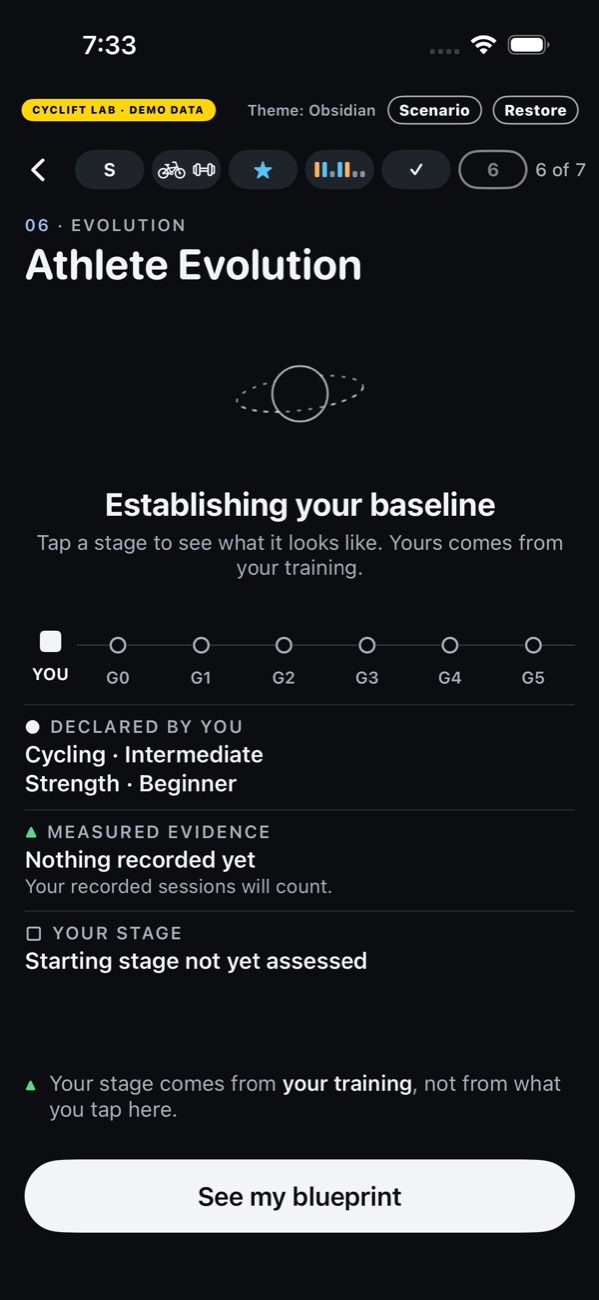 7:33
CYCLIFT LAB · DEMO DATA
Theme: Obsidian
Scenario
Restore
S
6
6 of 7
06 · EVOLUTION
Athlete Evolution
Establishing your baseline
Tap a stage to see what it looks like. Yours comes from
your training.
YOU
G0
G1
G2
G3
G4
G5
DECLARED BY YOU
Cycling · Intermediate
Strength · Beginner
MEASURED EVIDENCE
Nothing recorded yet
Your recorded sessions will count.
YOUR STAGE
Starting stage not yet assessed
Your stage comes from your training, not from what
you tap here.
See my blueprint